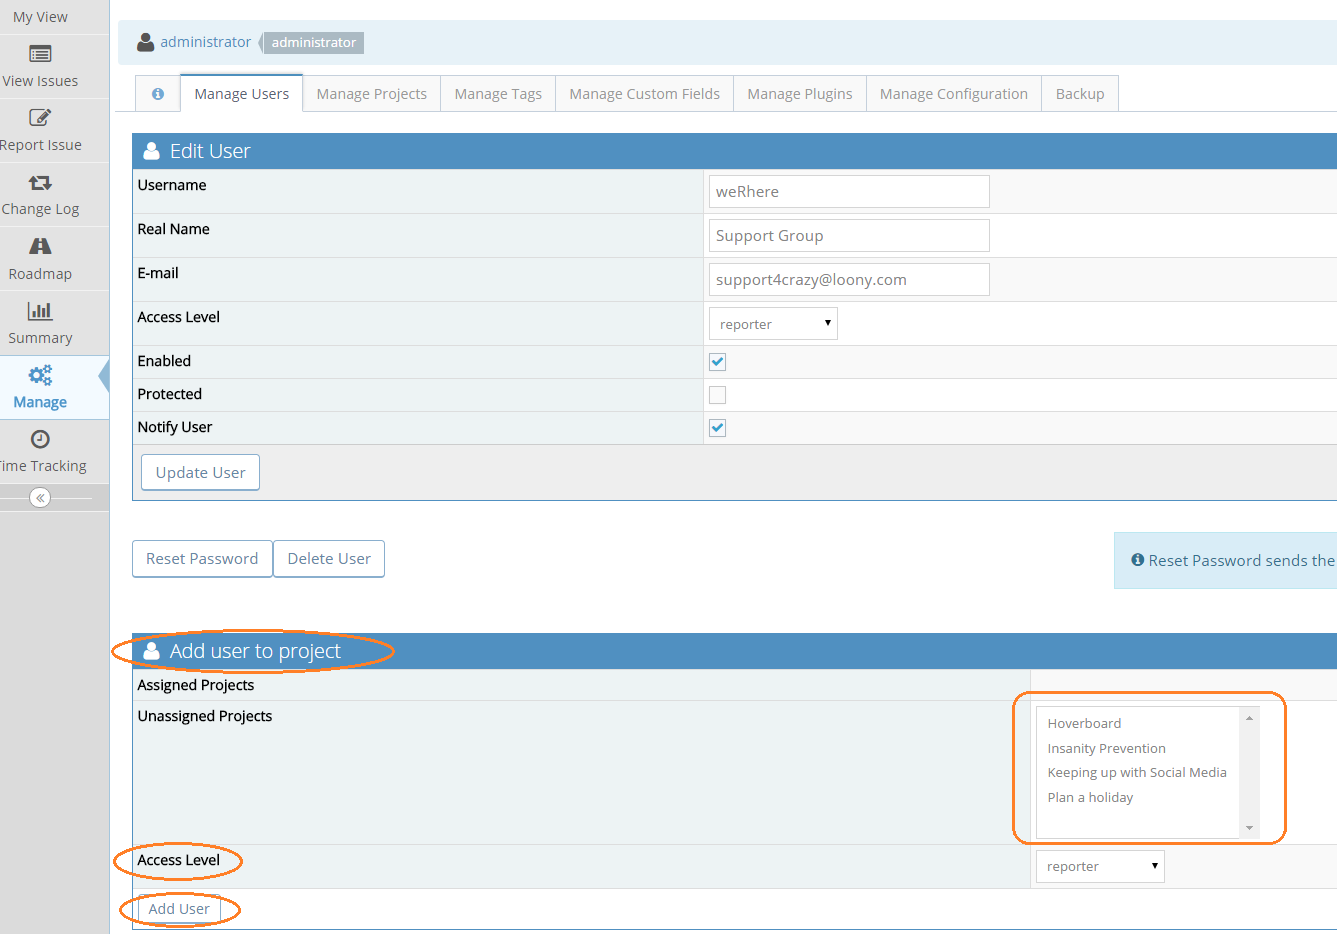 My View
View Issues
Report Issue
Change Log
Roadmap
Summary
Manage
Time Tracking
administrator administrator
Manage Users Manage Projects Manage Tags Manage Custom Fields Manage Plugins Manage Configuration Backup
Edit User
Username weRhere
Real Name Support Group
E-mail support4crazy@loony.com
Access Level reporter
Enabled
Protected
Notify User
Update User
Reset Password Delete User
Reset Password sends the
Add user to project
Assigned Projects
Unassigned Projects
Hoverboard
Insanity Prevention
Keeping up with Social Media
Plan a holiday
Access Level reporter
Add User